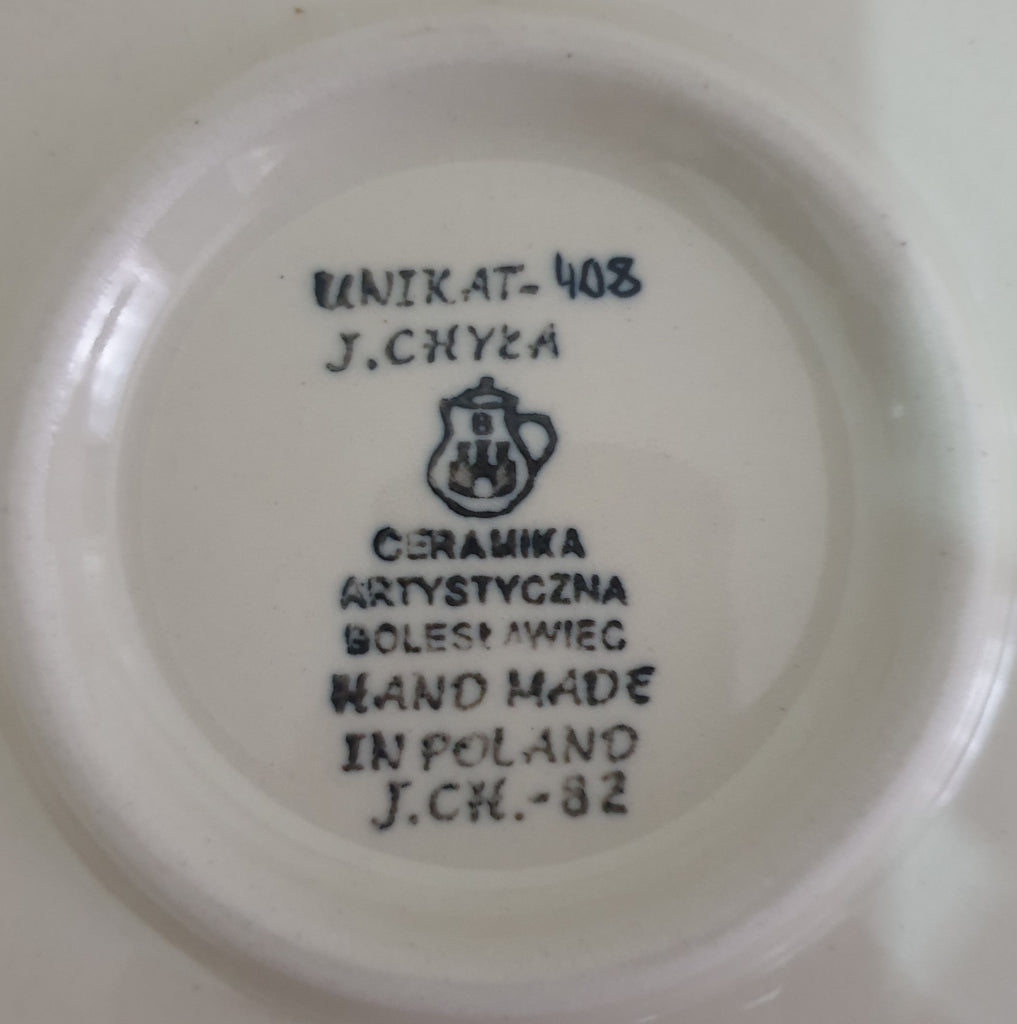 UNIKAT-408
J.CHYŁA
B
CERAMIKA
ARTYSTYCZNA
BOLESŁAWIEC
HAND MADE
IN POLAND
J.CH.-82